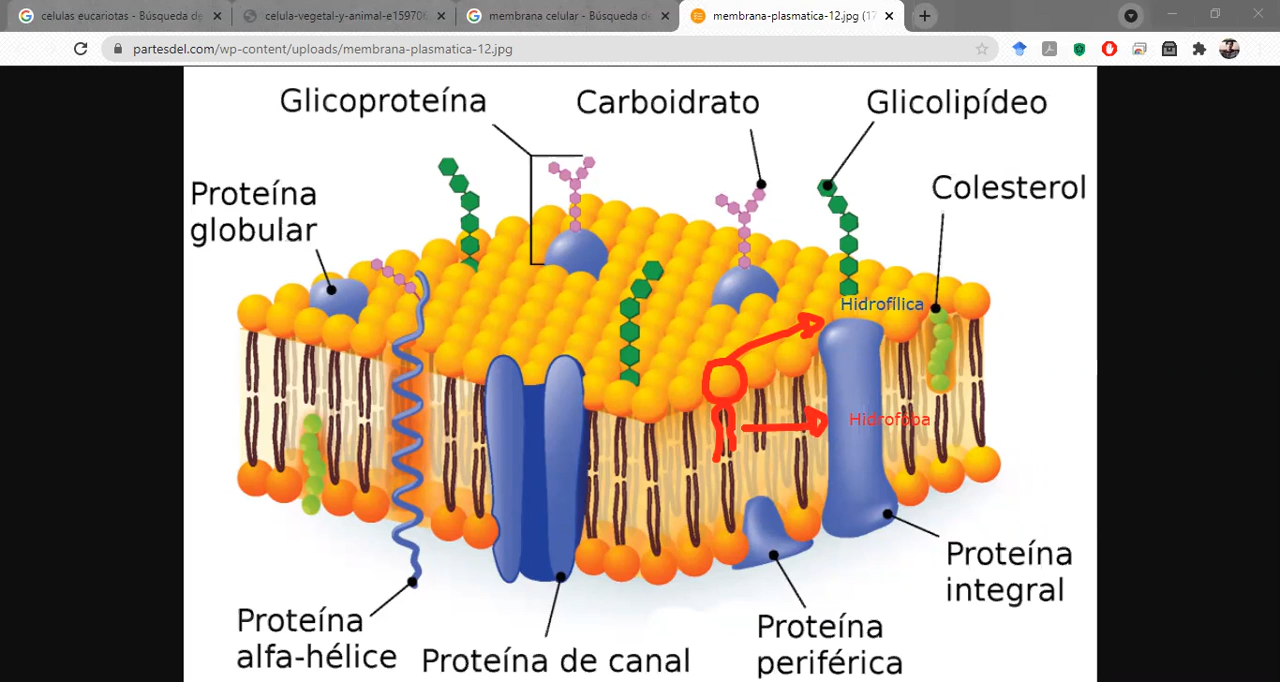 celulas eucariotas - Búsqueda de
celula-vegetal-y-animal-e15970
membrana celular - Búsqueda de
membrana-plasmatica-12.jpg (17
partesdel.com/wp-content/uploads/membrana-plasmatica-12.jpg
Glicoproteína
Carboidrato
Glicolipídeo
Proteína
globular
Colesterol
Hidrofílica
Hidrofóba
Proteína
integral
Proteína
alfa-hélice
Proteína de canal
Proteína
periférica